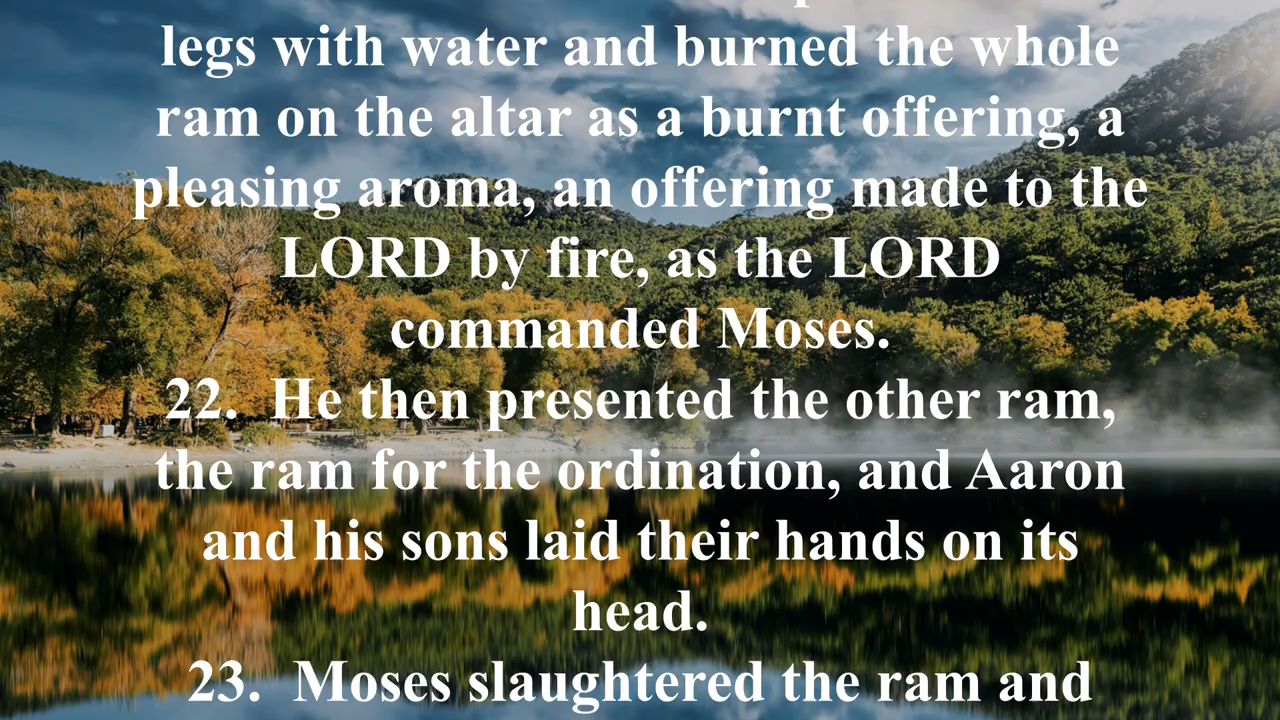 legs with water and burned the whole
ram on the altar as a burnt offering, a
pleasing aroma, an offering made to the
LORD by fire, as the LORD
commanded Moses.
22.  He then presented the other ram,
the ram for the ordination, and Aaron
and his sons laid their hands on its
head.
23.  Moses slaughtered the ram and